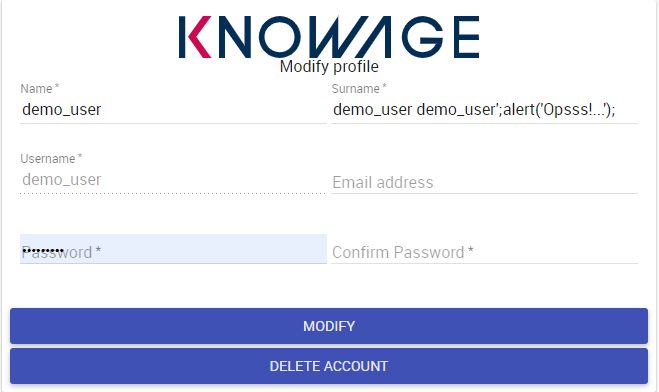 KNOWAGE
Modify profile
Name *
Surname *
demo_user
demo_user demo_user';alert('Opsss!...');
Username *
demo_user
Email address
Password *
Confirm Password *
MODIFY
DELETE ACCOUNT